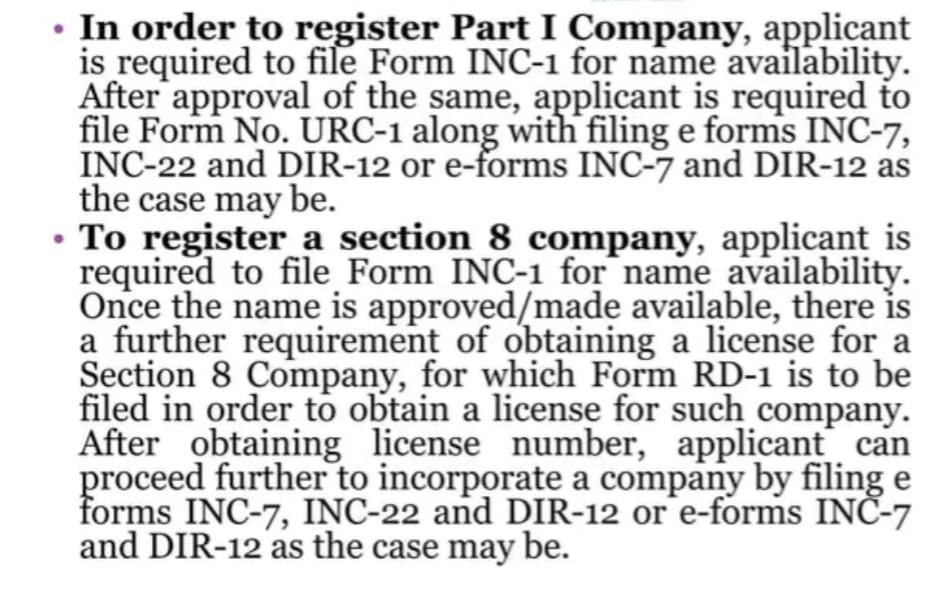 • In order to register Part I Company, applicant
is required to file Form INC-1 for name availability.
After approval of the same, applicant is required to
file Form No. URC-1 along with filing e forms INC-7,
INC-22 and DIR-12 or e-forms INC-7 and DIR-12 as
the case may be.
• To register a section 8 company, applicant is
required to file Form INC-1 for name availability.
Once the name is approved/made available, there is
a further requirement of obtaining a license for a
Section 8 Company, for which Form RD-1 is to be
filed in order to obtain a license for such company.
After obtaining license number, applicant can
proceed further to incorporate a company by filing e
forms INC-7, INC-22 and DIR-12 or e-forms INC-7
and DIR-12 as the case may be.